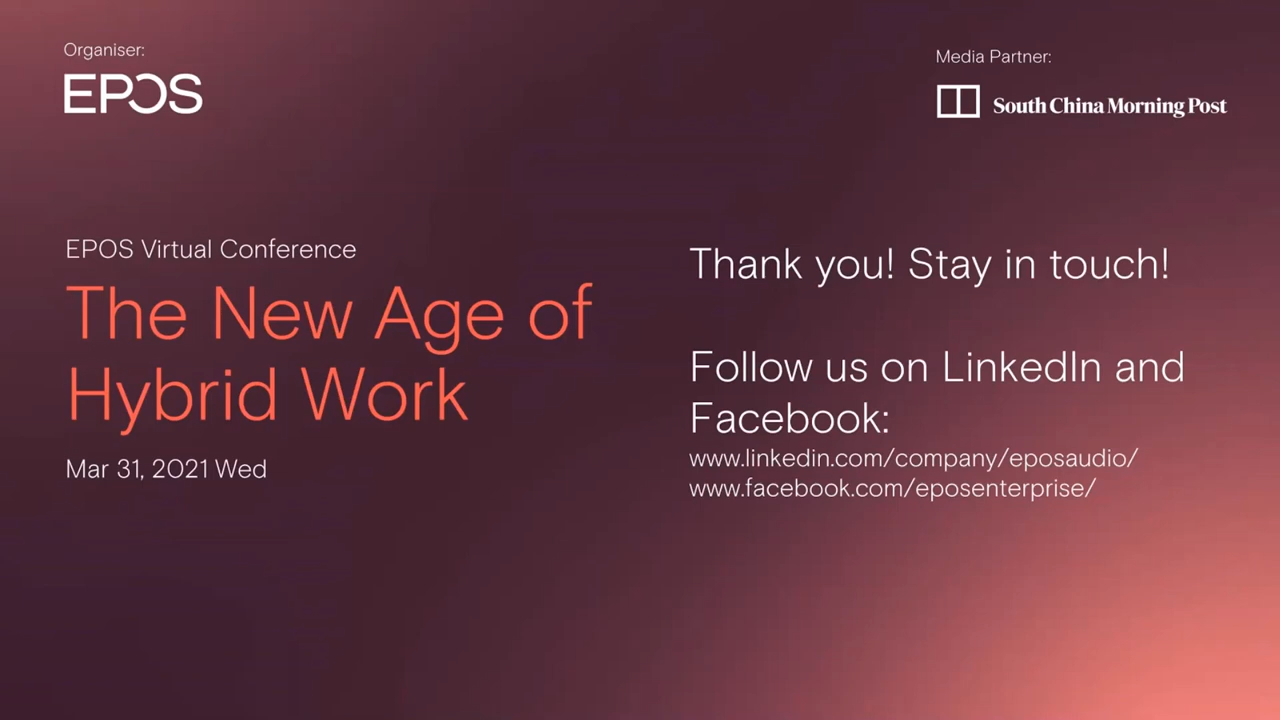 Organiser:
EPOS
Media Partner:
South China Morning Post
EPOS Virtual Conference
The New Age of
Hybrid Work
Mar 31, 2021 Wed
Thank you! Stay in touch!
Follow us on LinkedIn and
Facebook:
www.linkedin.com/company/eposaudio/
www.facebook.com/eposenterprise/